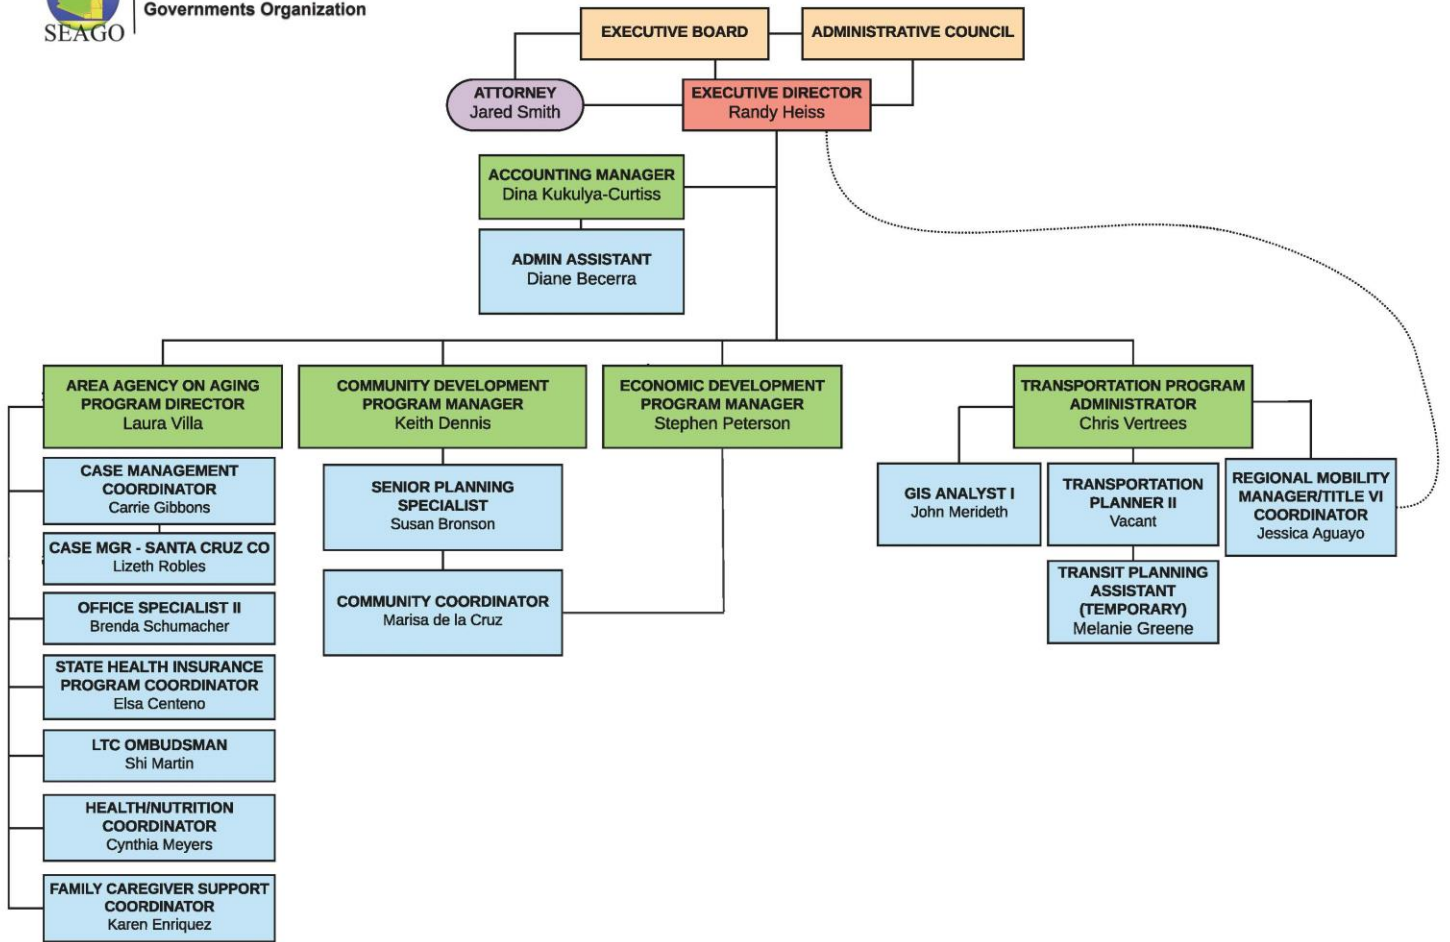 Governments Organization
SEAGO
EXECUTIVE BOARD
ADMINISTRATIVE COUNCIL
ATTORNEY
Jared Smith
EXECUTIVE DIRECTOR
Randy Heiss
ACCOUNTING MANAGER
Dina Kukulya-Curtiss
ADMIN ASSISTANT
Diane Becerra
AREA AGENCY ON AGING
PROGRAM DIRECTOR
Laura Villa
COMMUNITY DEVELOPMENT
PROGRAM MANAGER
Keith Dennis
ECONOMIC DEVELOPMENT
PROGRAM MANAGER
Stephen Peterson
TRANSPORTATION PROGRAM
ADMINISTRATOR
Chris Vertrees
CASE MANAGEMENT
COORDINATOR
Carrie Gibbons
CASE MGR - SANTA CRUZ CO
Lizeth Robles
OFFICE SPECIALIST II
Brenda Schumacher
STATE HEALTH INSURANCE
PROGRAM COORDINATOR
Elsa Centeno
LTC OMBUDSMAN
Shi Martin
HEALTH/NUTRITION
COORDINATOR
Cynthia Meyers
FAMILY CAREGIVER SUPPORT
COORDINATOR
Karen Enriquez
SENIOR PLANNING
SPECIALIST
Susan Bronson
COMMUNITY COORDINATOR
Marisa de la Cruz
GIS ANALYST I
John Merideth
TRANSPORTATION
PLANNER II
Vacant
TRANSIT PLANNING
ASSISTANT
(TEMPORARY)
Melanie Greene
REGIONAL MOBILITY
MANAGER/TITLE VI
COORDINATOR
Jessica Aguayo